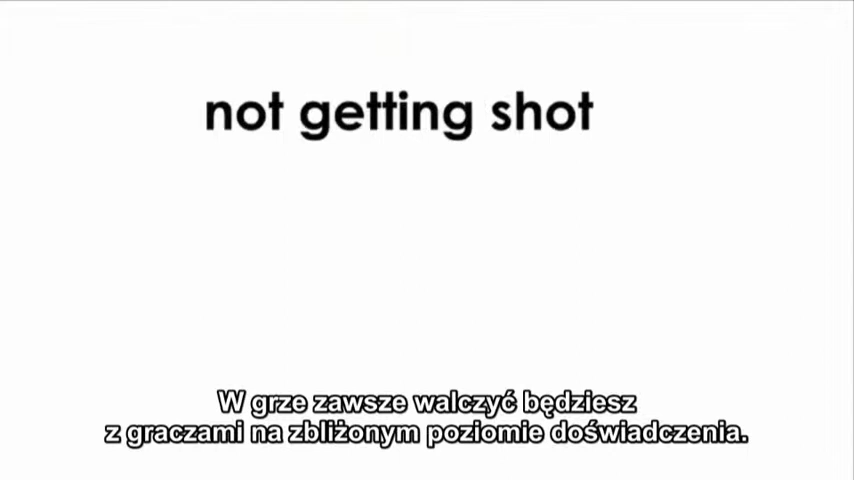 not getting shot
W grze zawsze walczyć będziesz
z graczami na zbliżonym poziomie doświadczenia.